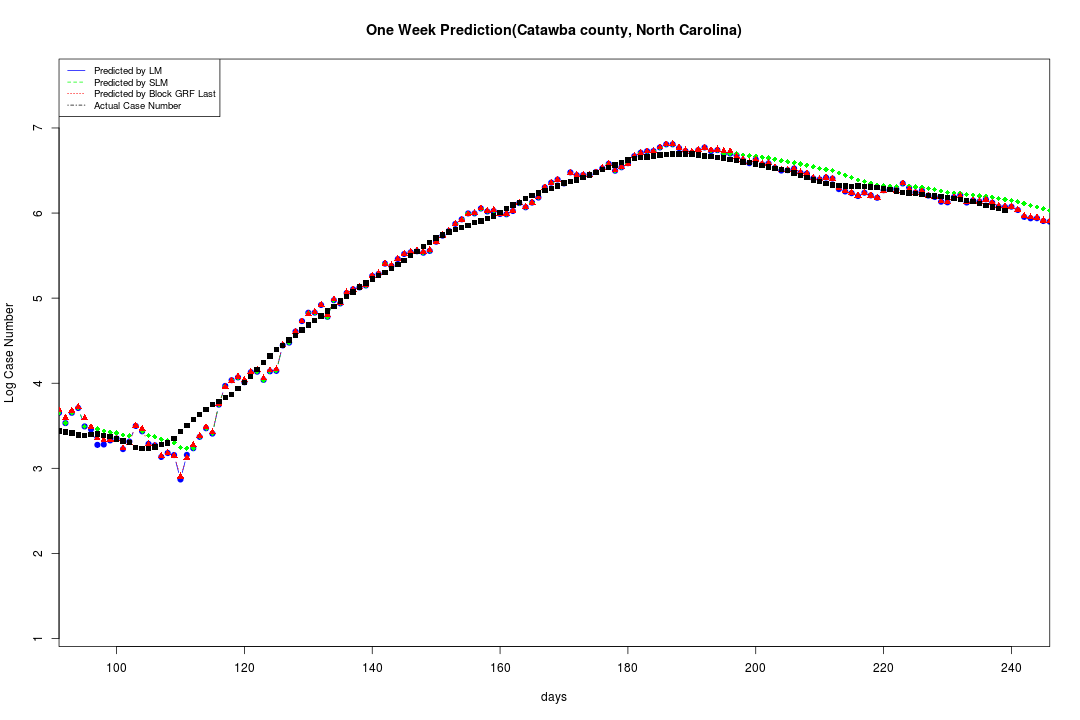 One Week Prediction(Catawba county, North Carolina)
Predicted by LM
Predicted by SLM
Predicted by Block GRF Last
Actual Case Number
Log Case Number
7
6
5
4
3
2
1
100 120 140 160 180 200 220 240
days